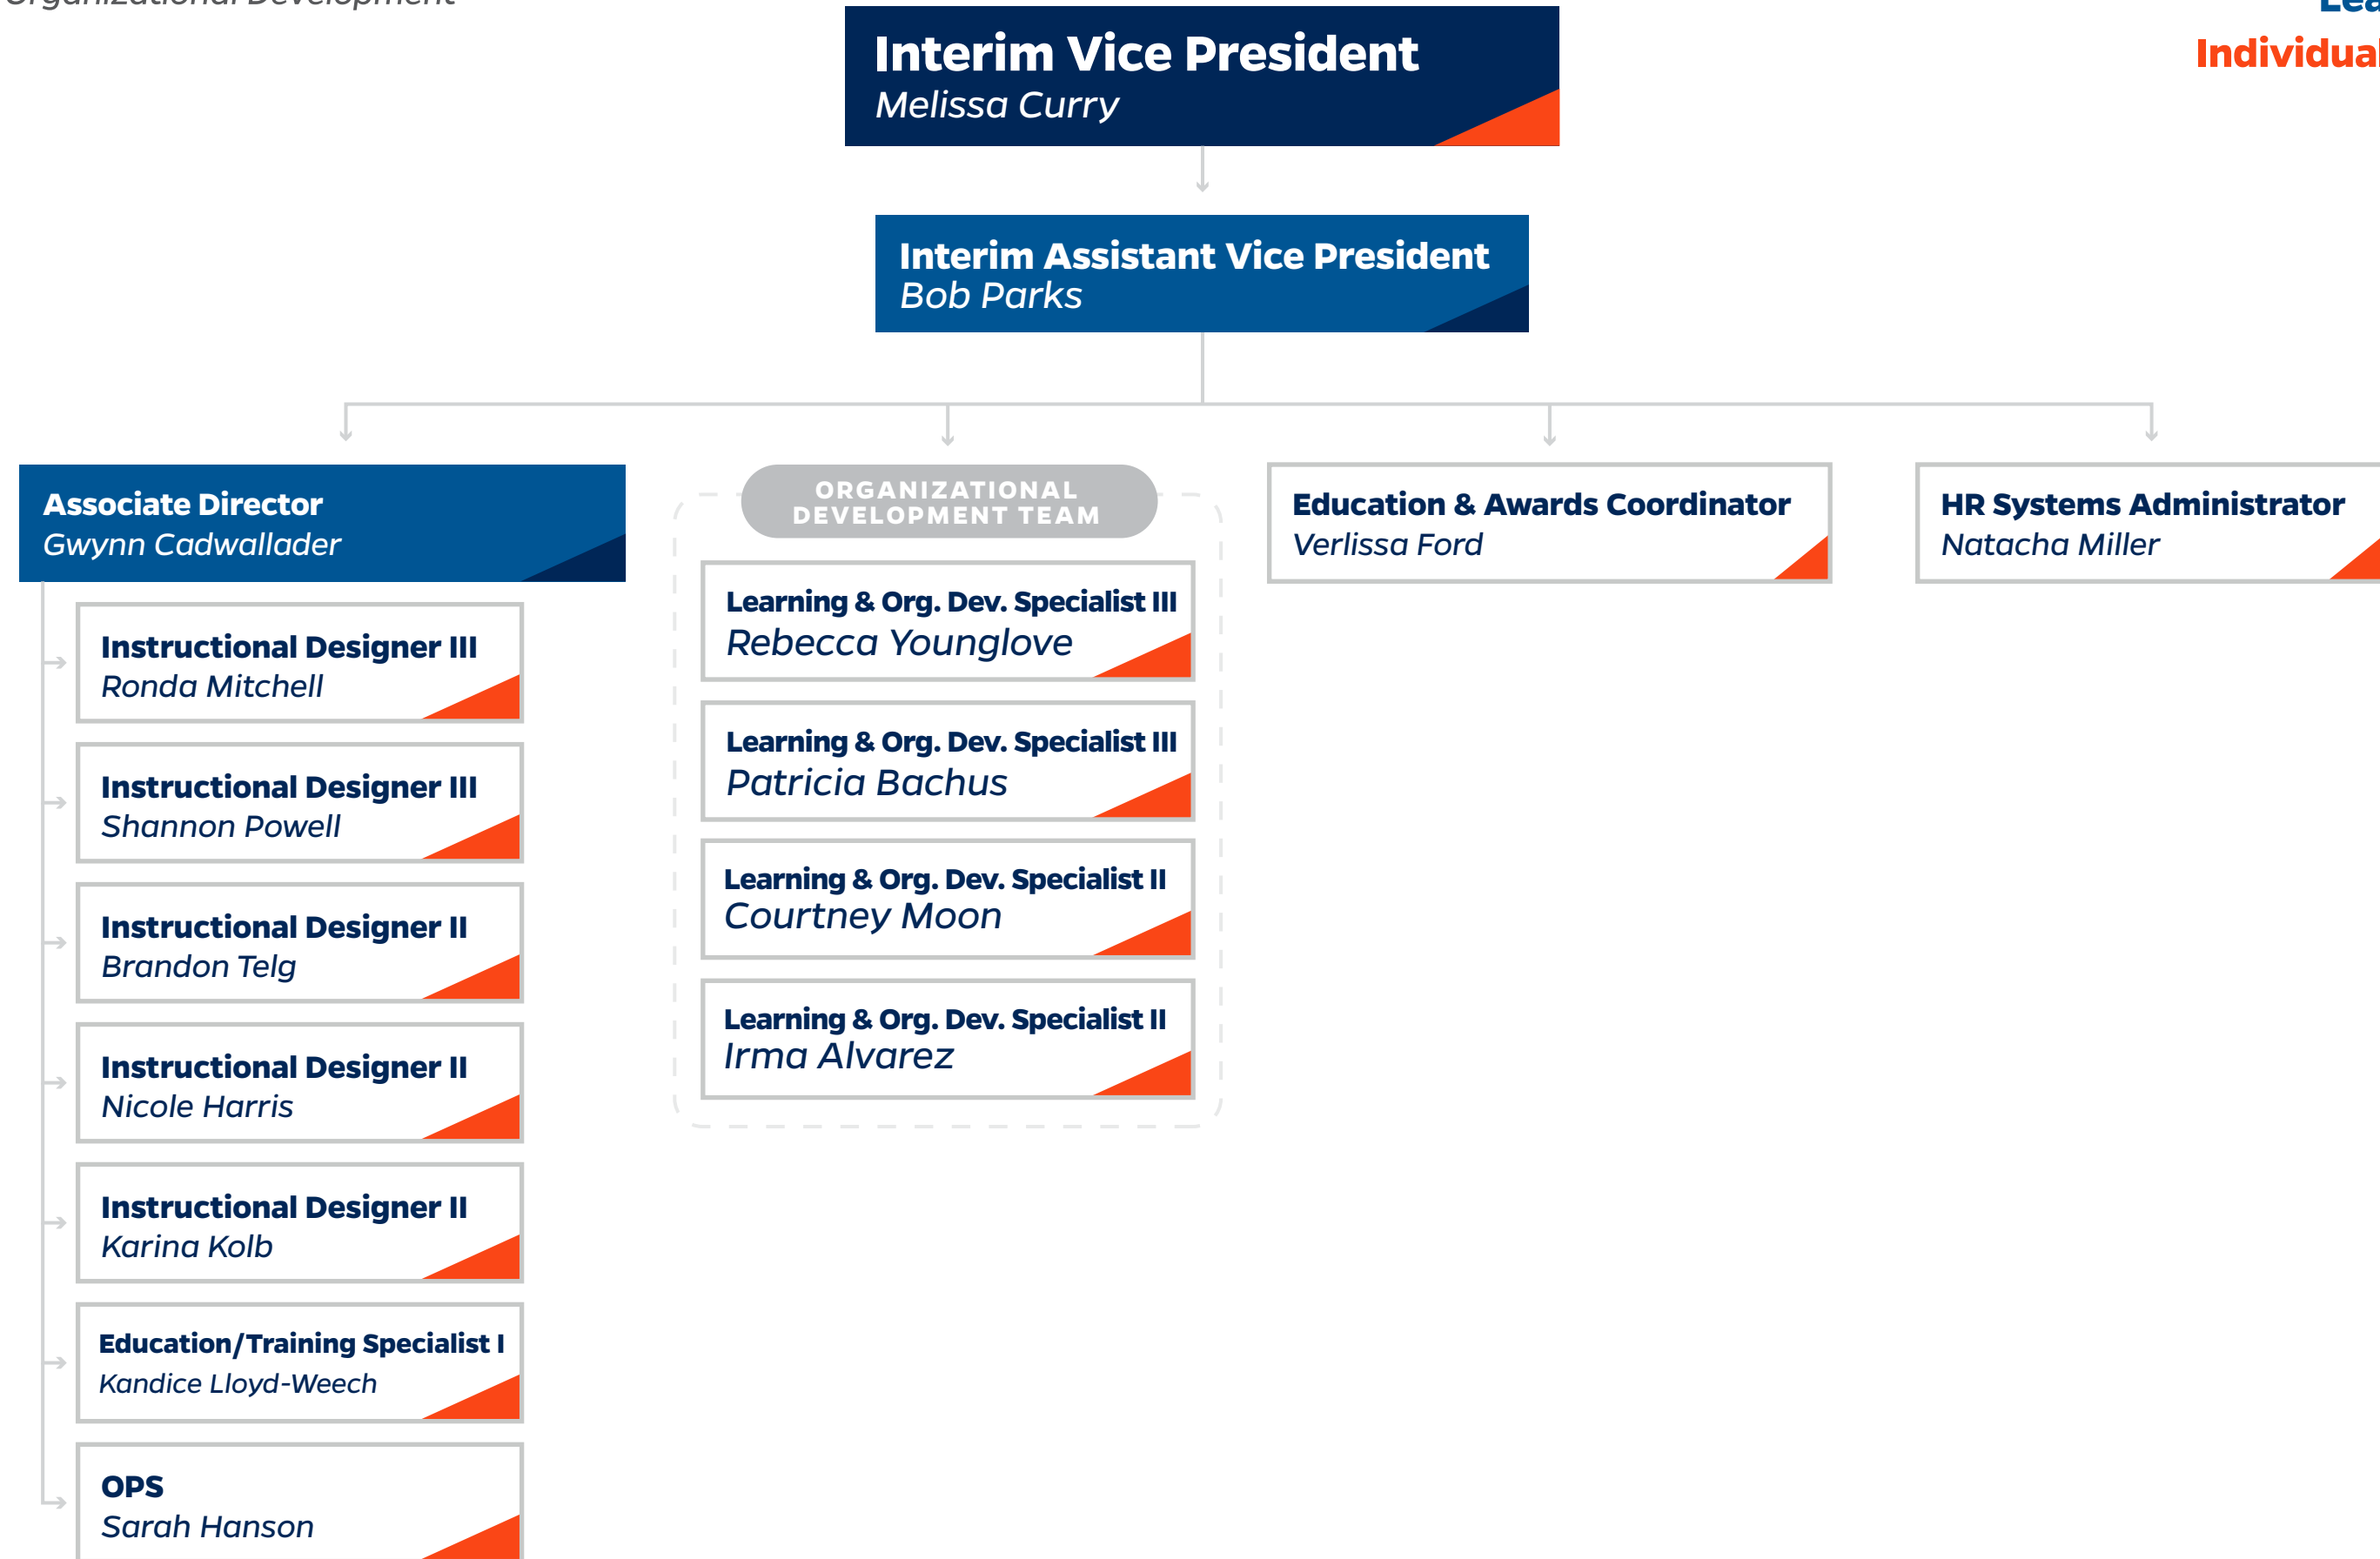 Organizational Development
Individual
Interim Vice President
Melissa Curry
Interim Assistant Vice President
Bob Parks
Associate Director
Gwynn Cadwallader
Instructional Designer III
Ronda Mitchell
Instructional Designer III
Shannon Powell
Instructional Designer II
Brandon Telg
Instructional Designer II
Nicole Harris
Instructional Designer II
Karina Kolb
Education/Training Specialist I
Kandice Lloyd-Weech
OPS
Sarah Hanson
ORGANIZATIONAL
DEVELOPMENT TEAM
Learning & Org. Dev. Specialist III
Rebecca Younglove
Learning & Org. Dev. Specialist III
Patricia Bachus
Learning & Org. Dev. Specialist II
Courtney Moon
Learning & Org. Dev. Specialist II
Irma Alvarez
Education & Awards Coordinator
Verlissa Ford
HR Systems Administrator
Natacha Miller